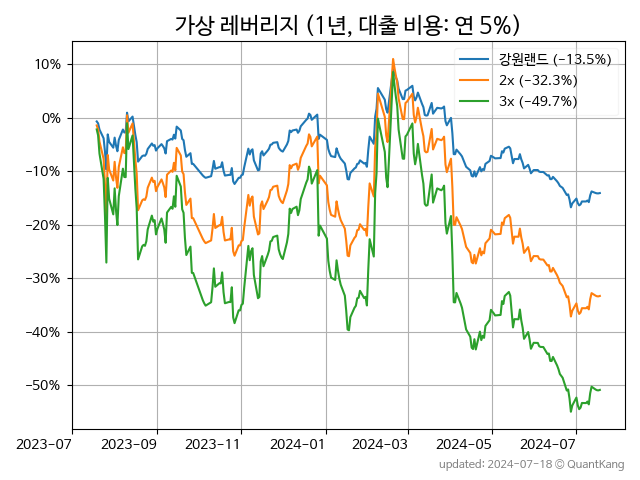 가상 레버리지 (1년, 대출 비용: 연 5%)
강원랜드 (−13.5%)
2x (−32.3%)
3x (−49.7%)
10%
0%
−10%
−20%
−30%
−40%
−50%
2023-07 2023-09 2023-11 2024-01 2024-03 2024-05 2024-07
updated: 2024-07-18 © QuantKang